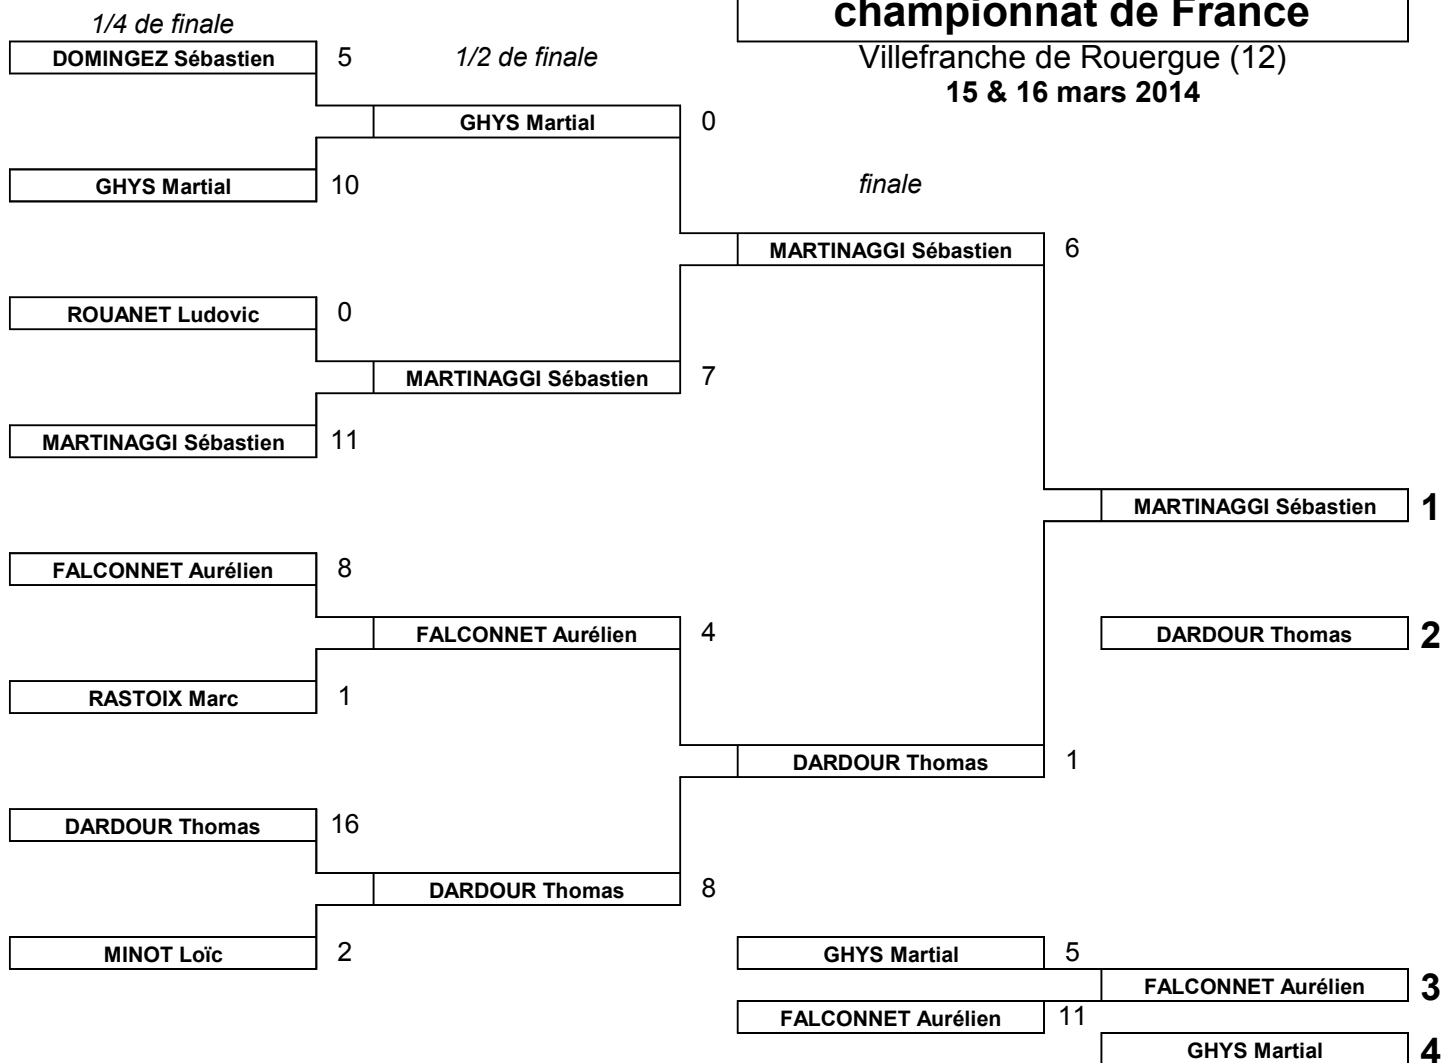 championnat de France
1/4 de finale
DOMINGEZ Sébastien 5 1/2 de finale Villefranche de Rouergue (12)
15 & 16 mars 2014
GHYS Martial 0
GHYS Martial 10 finale
MARTINAGGI Sébastien 6
ROUANET Ludovic 0
MARTINAGGI Sébastien 7
MARTINAGGI Sébastien 11
MARTINAGGI Sébastien 1
FALCONNET Aurélien 8
FALCONNET Aurélien 4 DARDOUR Thomas 2
RASTOIX Marc 1
DARDOUR Thomas 1
DARDOUR Thomas 16
DARDOUR Thomas 8
MINOT Loïc 2 GHYS Martial 5
FALCONNET Aurélien 3
FALCONNET Aurélien 11
GHYS Martial 4